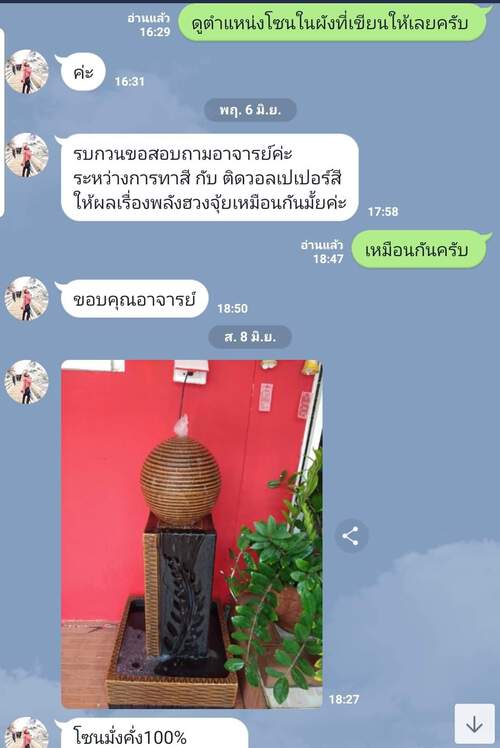 อ่านแล้ว
16:29
ดูตำแหน่งโซนในผังที่เขียนให้เลยครับ
ค่ะ
16:31
พฤ. 6 มิ.ย.
รบกวนขอสอบถามอาจารย์ค่ะ
ระหว่างการทาสี กับ ติดวอลเปเปอร์สี
ให้ผลเรื่องพลังฮวงจุ้ยเหมือนกันมั้ยค่ะ
17:58
อ่านแล้ว
18:47
เหมือนกันครับ
ขอบคุณอาจารย์
18:50
ส. 8 มิ.ย.
18:27
โซนมั่งคั่ง100%